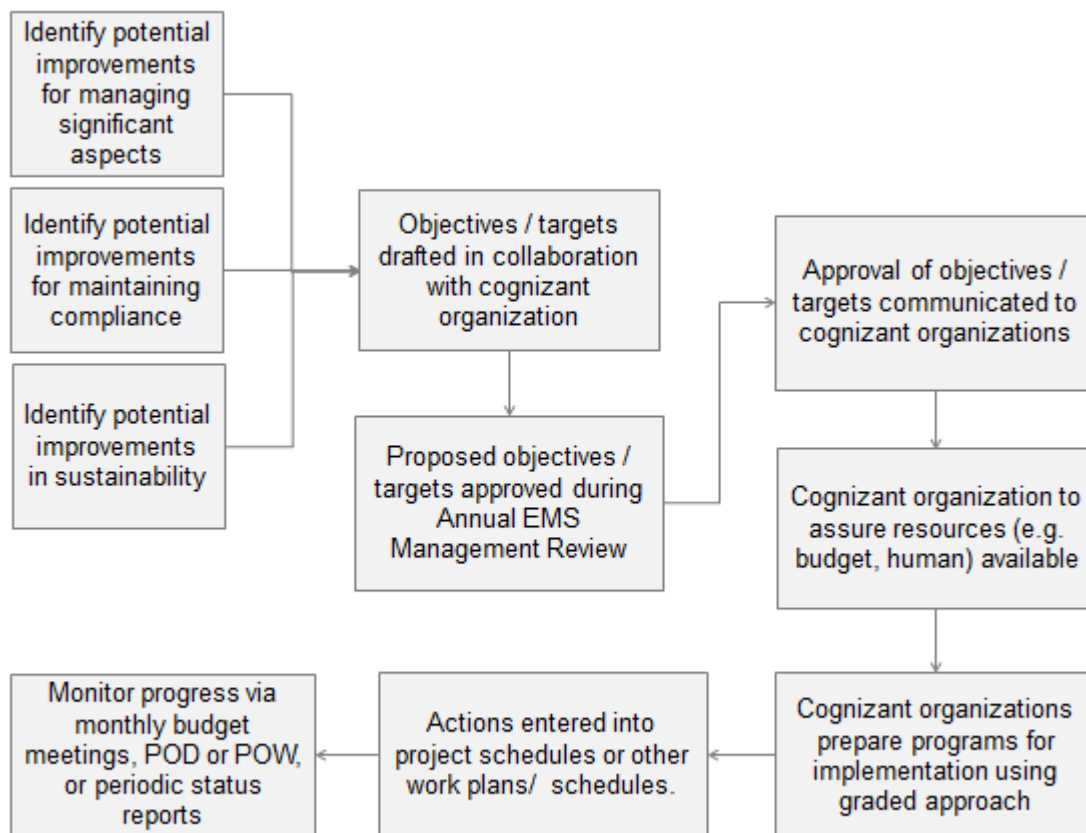 Identify potential
improvements
for managing
significant
aspects
Identify potential
improvements
for maintaining
compliance
Identify potential
improvements
in sustainability
Objectives / targets
drafted in collaboration
with cognizant
organization
Proposed objectives /
targets approved during
Annual EMS
Management Review
Approval of objectives /
targets communicated to
cognizant organizations
Cognizant organization to
assure resources (e.g.
budget, human) available
Cognizant organizations
prepare programs for
implementation using
graded approach
Actions entered into
project schedules or other
work plans/ schedules.
Monitor progress via
monthly budget
meetings, POD or POW,
or periodic status
reports